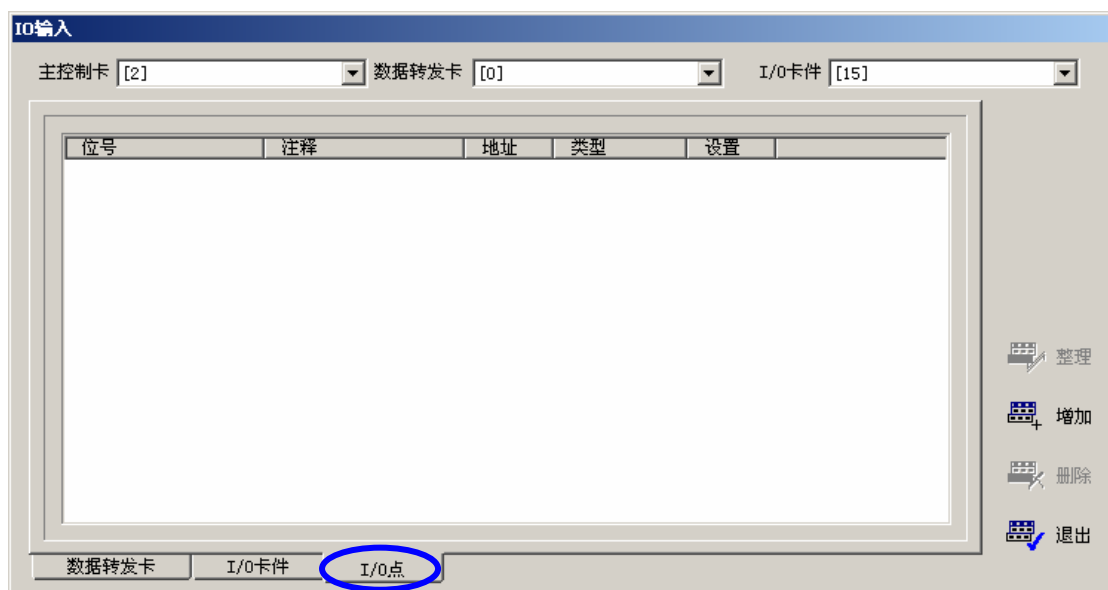 IO输入
主控制卡 [2] 数据转发卡 [0] I/O卡件 [15]
位号 注释 地址 类型 设置
整理
增加
删除
退出
数据转发卡 I/O卡件 I/O点